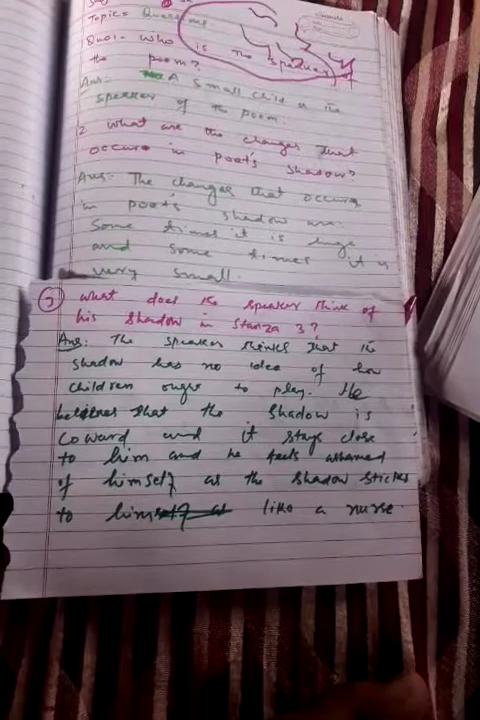 Topic:-
Quo1- Who is the speaker of
the poem?
Ans:- A small child is the
speaker of the poem.
2 what are the changes that
occurs in poet's shadow?
Ans:- The changes that occurs
in poet's shadow are:
Some times it is huge
and some times it is
very small.
3 what does the speaker think of
his shadow in stanza 3?
Ans: The speaker thinks that the
shadow has no idea of how
children ought to play. He
believes that the shadow is
coward and it stays close
to him and he feels ashamed
of himself as the shadow sticks
to him like a nurse.